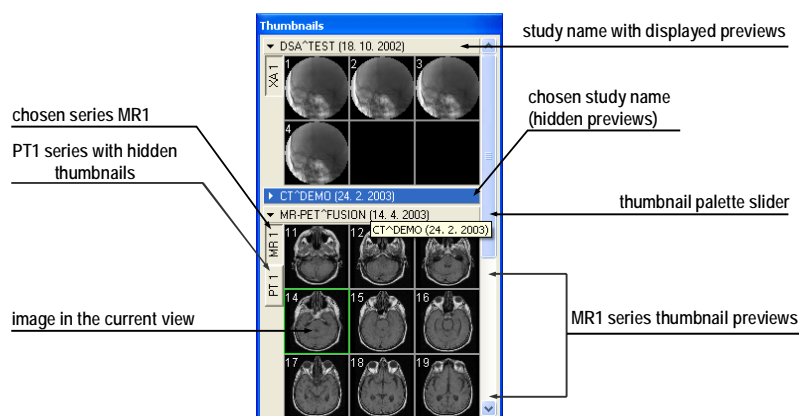 Thumbnails
DSA^TEST (18. 10. 2002)
study name with displayed previews
XA 1
1
2
3
chosen study name
(hidden previews)
chosen series MR1
4
PT1 series with hidden
thumbnails
CT^DEMO (24. 2. 2003)
thumbnail palette slider
MR-PET^FUSION (14. 4. 2003)
CT^DEMO (24. 2. 2003)
MR 1
11
12
PT 1
14
15
16
image in the current view
MR1 series thumbnail previews
17
18
19